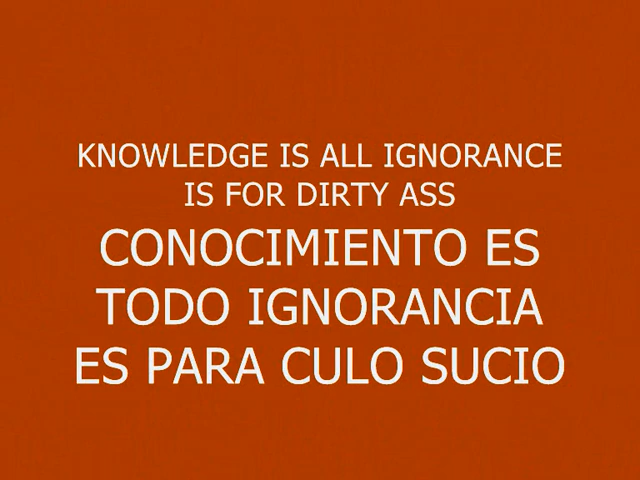 KNOWLEDGE IS ALL IGNORANCE
IS FOR DIRTY ASS
CONOCIMIENTO ES
TODO IGNORANCIA
ES PARA CULO SUCIO